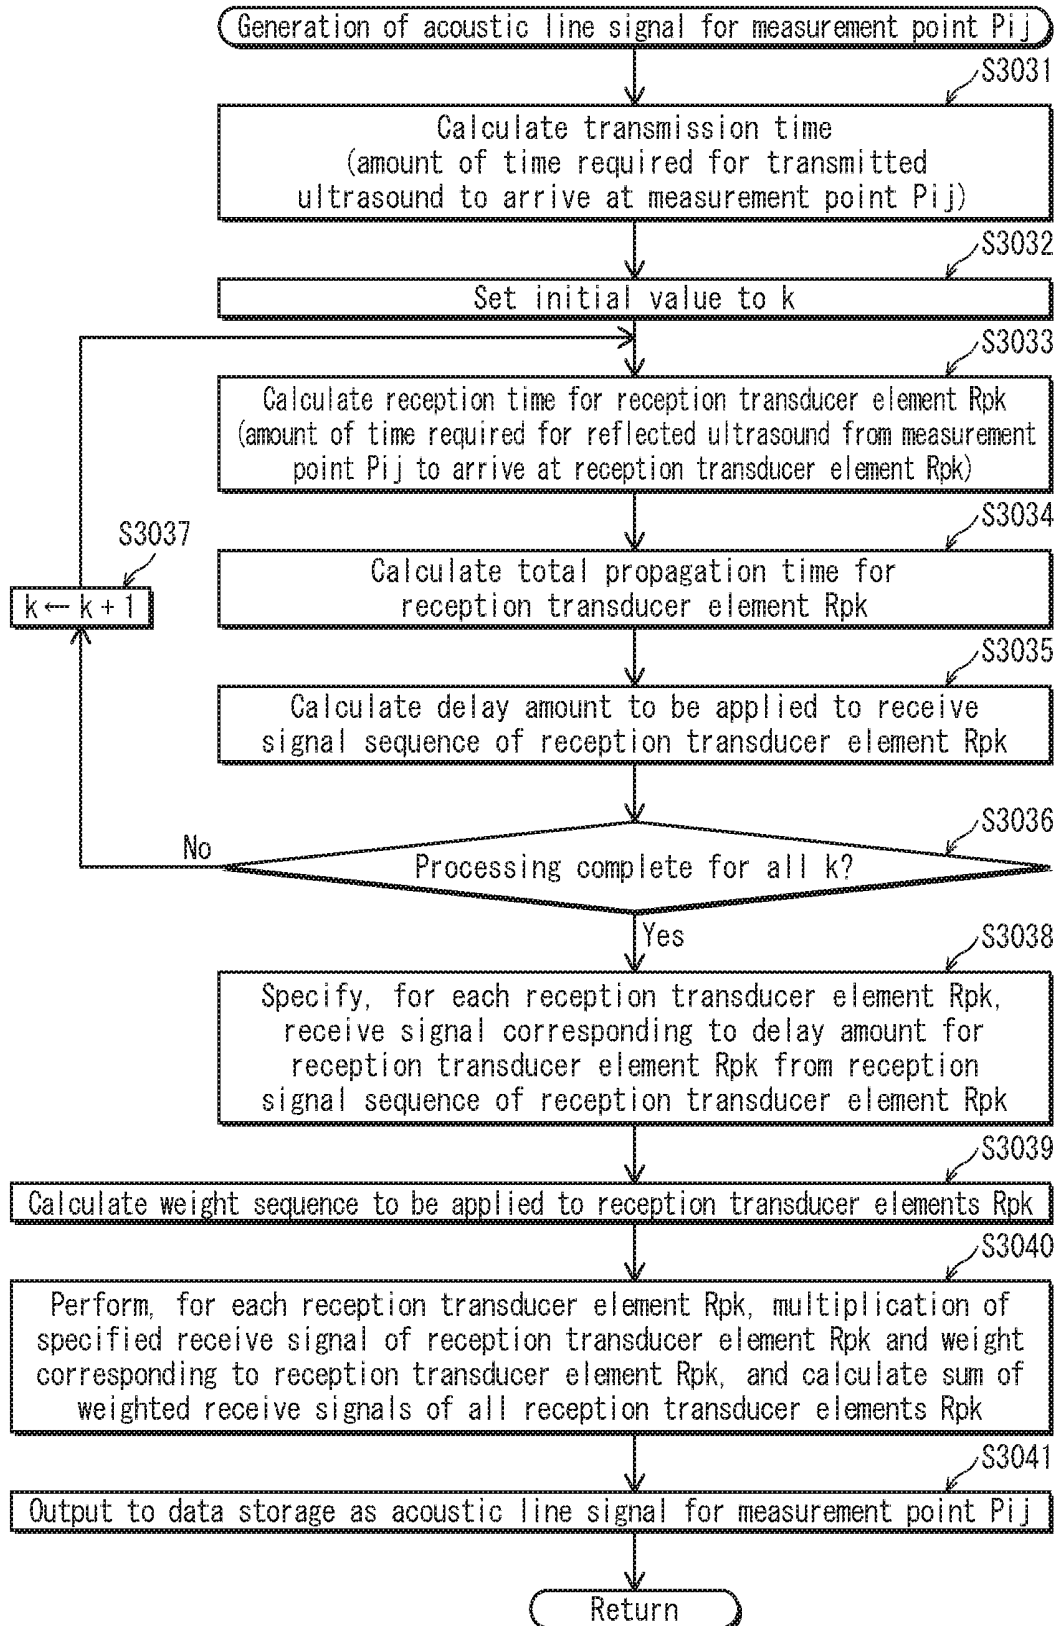 Generation of acoustic line signal for measurement point Pij
S3031
Calculate transmission time
(amount of time required for transmitted
ultrasound to arrive at measurement point Pij)
S3032
Set initial value to k
S3033
Calculate reception time for reception transducer element Rpk
(amount of time required for reflected ultrasound from measurement
point Pij to arrive at reception transducer element Rpk)
S3034
Calculate total propagation time for
reception transducer element Rpk
S3037
k ← k + 1
S3035
Calculate delay amount to be applied to receive
signal sequence of reception transducer element Rpk
S3036
No
Processing complete for all k?
Yes
S3038
Specify, for each reception transducer element Rpk,
receive signal corresponding to delay amount for
reception transducer element Rpk from reception
signal sequence of reception transducer element Rpk
S3039
Calculate weight sequence to be applied to reception transducer elements Rpk
S3040
Perform, for each reception transducer element Rpk, multiplication of
specified receive signal of reception transducer element Rpk and weight
corresponding to reception transducer element Rpk, and calculate sum of
weighted receive signals of all reception transducer elements Rpk
S3041
Output to data storage as acoustic line signal for measurement point Pij
Return